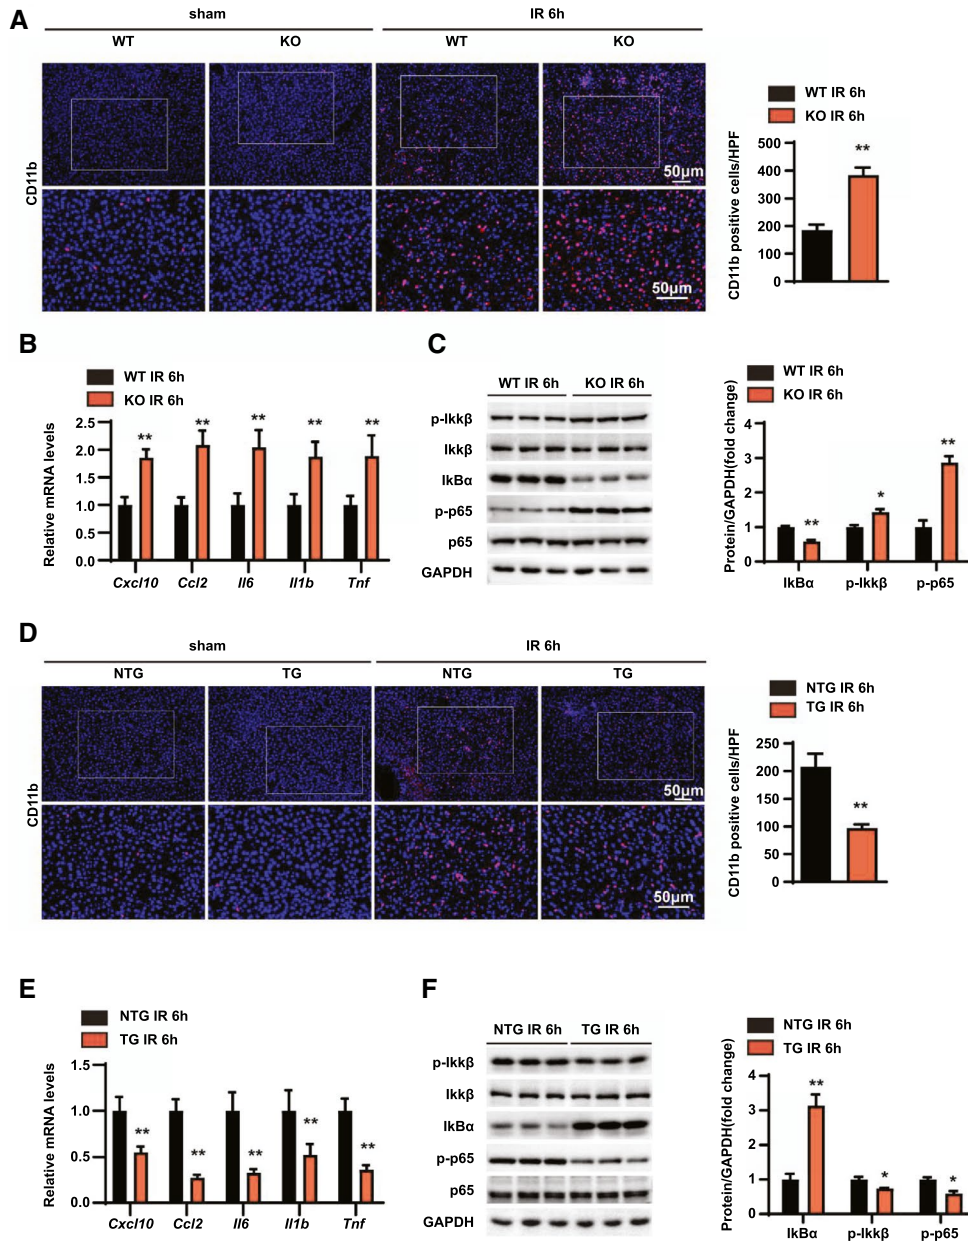 A
sham
IR 6h
WT
KO
WT
KO
CD11b
50μm
50μm
WT IR 6h
KO IR 6h
CD11b positive cells/HPF
500
400
300
200
100
0
**
B
WT IR 6h
KO IR 6h
Relative mRNA levels
2.5
2.0
1.5
1.0
0.5
0.0
**
**
**
**
**
Cxcl10
Ccl2
Il6
Il1b
Tnf
C
WT IR 6h
KO IR 6h
p-Ikkβ
Ikkβ
IkBα
p-p65
p65
GAPDH
WT IR 6h
KO IR 6h
Protein/GAPDH(fold change)
4
3
2
1
0
**
*
**
IkBα
p-Ikkβ
p-p65
D
sham
IR 6h
NTG
TG
NTG
TG
CD11b
50μm
50μm
NTG IR 6h
TG IR 6h
CD11b positive cells/HPF
250
200
150
100
50
0
**
E
NTG IR 6h
TG IR 6h
Relative mRNA levels
1.5
1.0
0.5
0.0
**
**
**
**
**
Cxcl10
Ccl2
Il6
Il1b
Tnf
F
NTG IR 6h
TG IR 6h
p-Ikkβ
Ikkβ
IkBα
p-p65
p65
GAPDH
NTG IR 6h
TG IR 6h
Protein/GAPDH(fold change)
4
3
2
1
0
**
*
*
IkBα
p-Ikkβ
p-p65